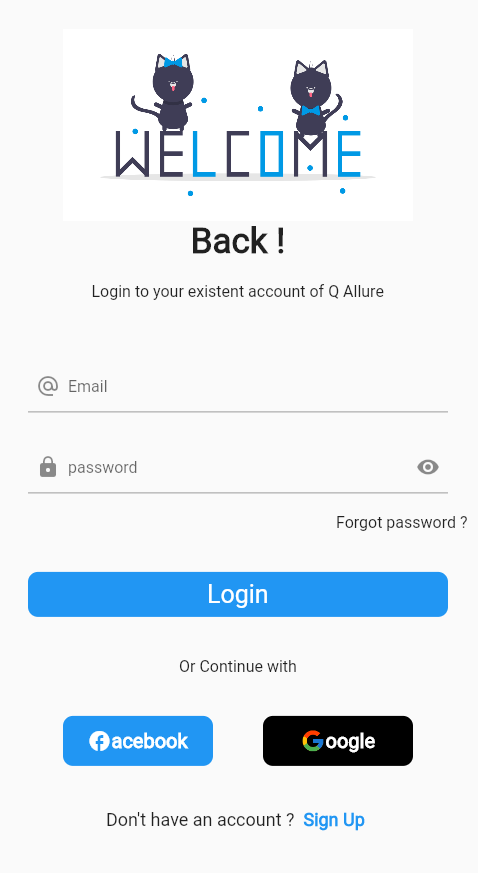 WELCOME
Back !
Login to your existent account of Q Allure
Email
password
Forgot password ?
Login
Or Continue with
facebook
Google
Don't have an account ? Sign Up